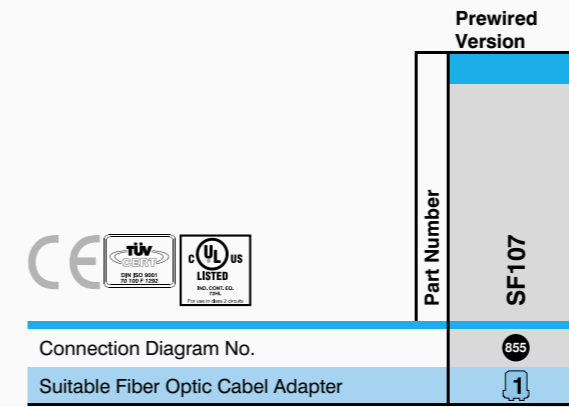 Prewired
Version
Part Number
SF107
CE
TÜV
CERT
DIN ISO 9001
70 100 F 1292
C UL US
LISTED
IND. CONT. EQ.
72HL
For use in class 2 circuits
Connection Diagram No.
855
Suitable Fiber Optic Cabel Adapter
1